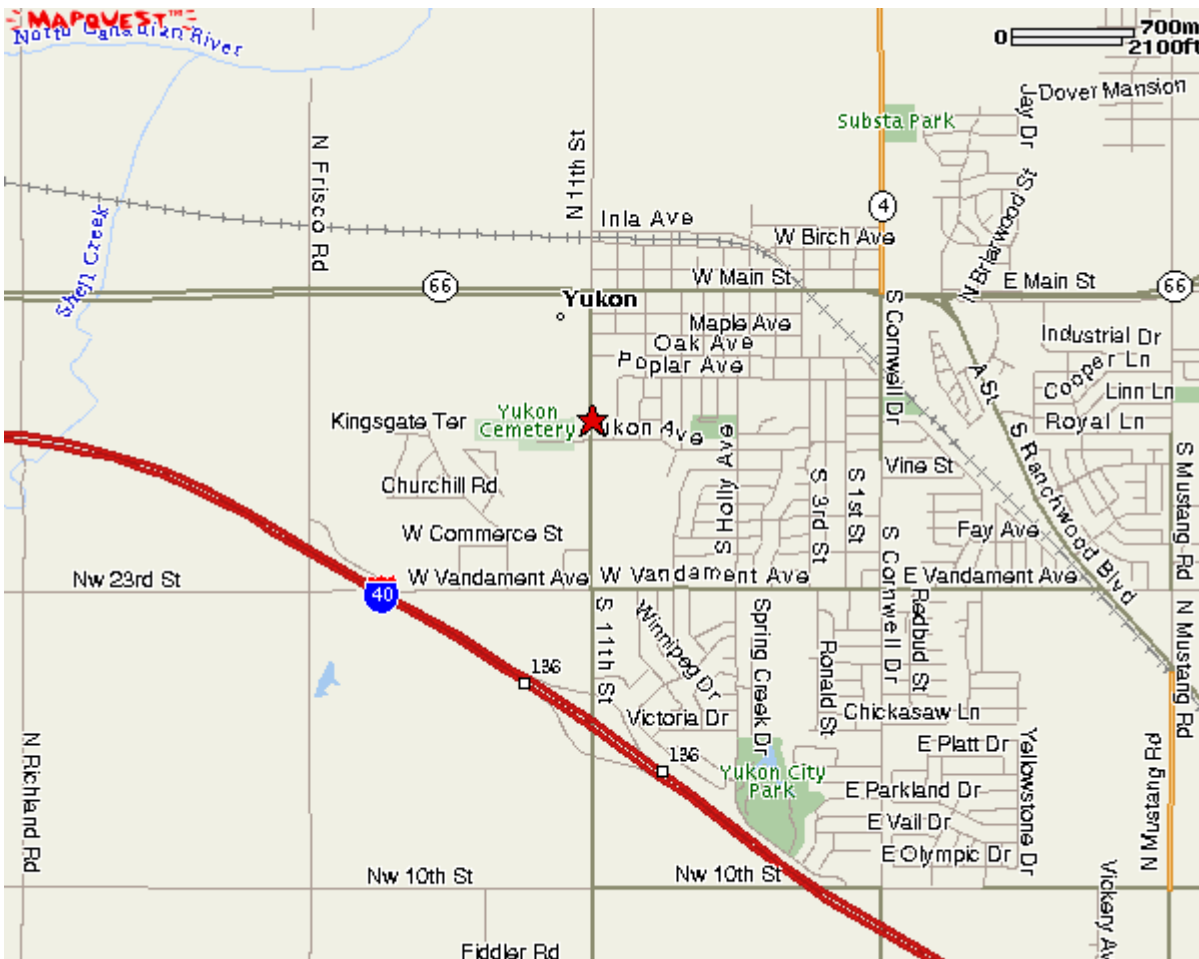 MAPQUEST™
North Canadian River
0 700m
2100ft
Dover Mansion
Jay Dr
Substa Park
N Frisco Rd
N 11th St
4
Inla Ave
W Birch Ave
N Briarwood St
Shell Creek
66
W Main St
E Main St
66
Yukon
Maple Ave
Oak Ave
Poplar Ave
S Cornwell Dr
Industrial Dr
Cooper Ln
Linn Ln
A St
Royal Ln
Kingsgate Ter
Yukon
Cemetery
Yukon Ave
S Holly Ave
S 3rd St
S 1st St
Vine St
S Ranchwood Blvd
S Mustang Rd
Churchill Rd
W Commerce St
Fay Ave
Nw 23rd St
40
W Vandament Ave
W Vandament Ave
S Cornwell Dr
E Vandament Ave
Redbud St
N Mustang Rd
S 11th St
Winnipeg Dr
Spring Creek Dr
Ronald St
136
Victoria Dr
Chickasaw Ln
136
N Richland Rd
Yukon City
Park
E Platt Dr
E Parkland Dr
E Vail Dr
E Olympic Dr
Yellowstone Dr
N Mustang Rd
Nw 10th St
Nw 10th St
Vickery Av
Fiddler Rd